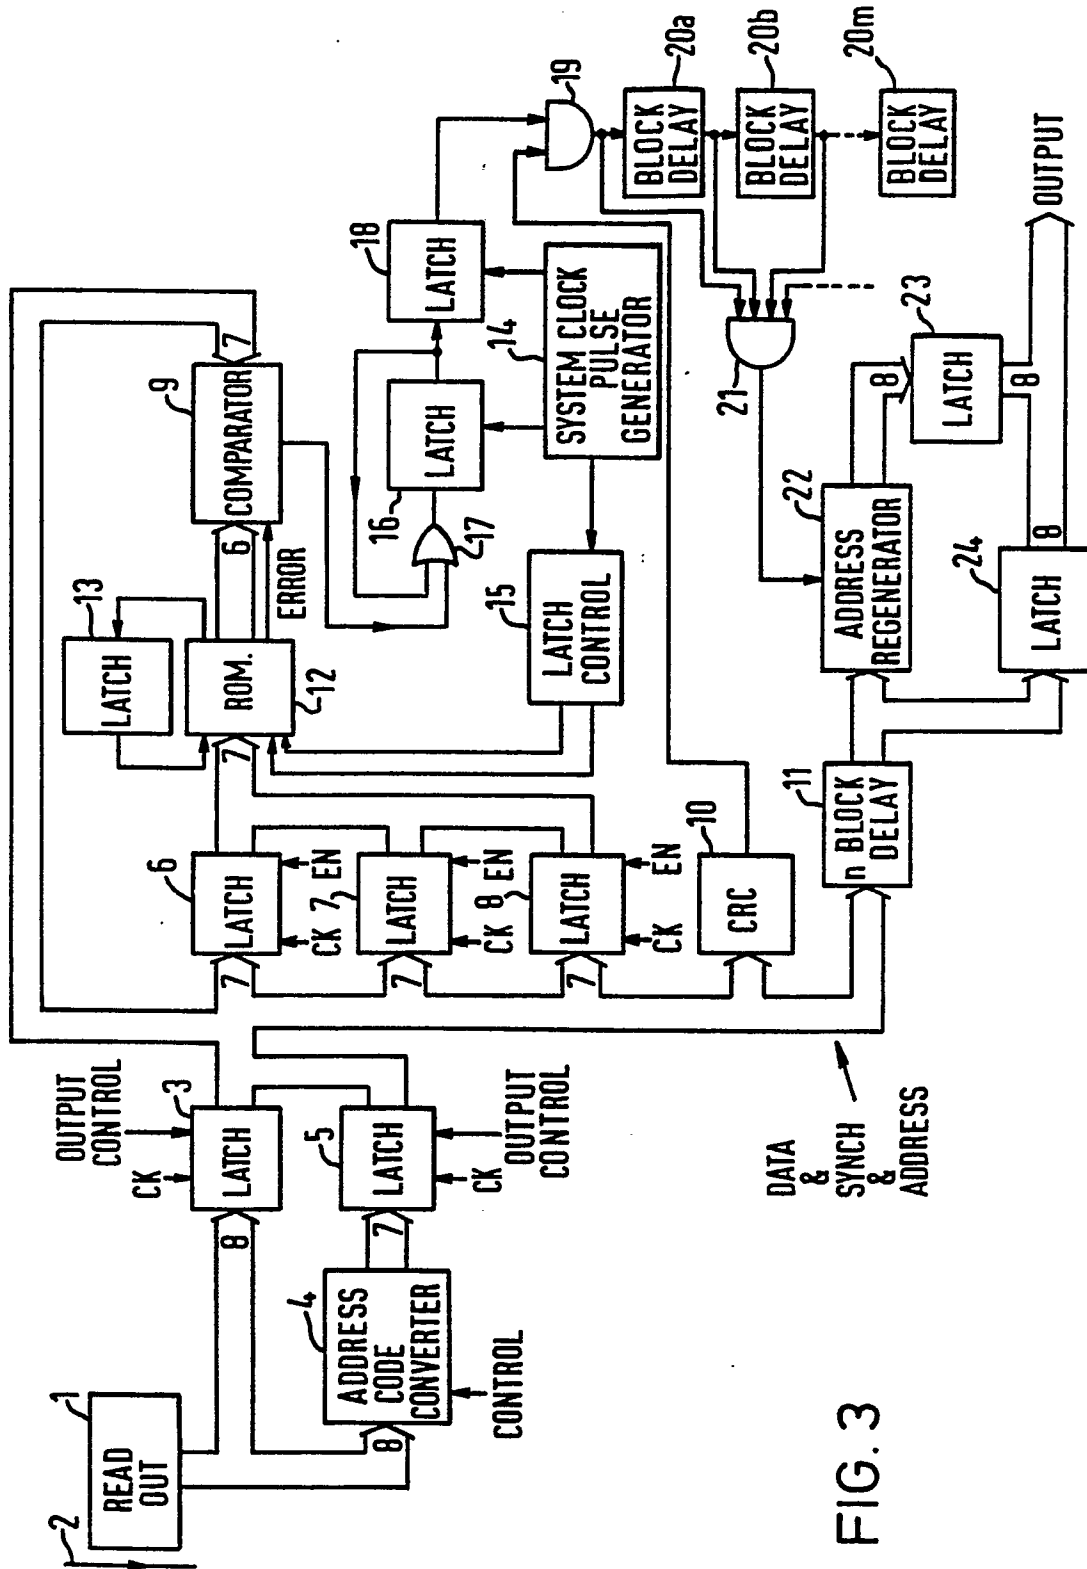 2
1
READ
OUT
8
8
4
ADDRESS
CODE
CONVERTER
CONTROL
7
OUTPUT
CONTROL
CK
3
LATCH
5
LATCH
CK
OUTPUT
CONTROL
DATA
&
SYNCH
&
ADDRESS
7
6
LATCH
CK
EN
7
7
LATCH
CK
EN
7
8
LATCH
CK
EN
10
CRC
11
n BLOCK
DELAY
13
LATCH
7
ROM.
12
6
ERROR
9
COMPARATOR
7
15
LATCH
CONTROL
16
LATCH
17
18
LATCH
14
SYSTEM CLOCK
PULSE
GENERATOR
19
20a
BLOCK
DELAY
20b
BLOCK
DELAY
20m
BLOCK
DELAY
21
22
ADDRESS
REGENERATOR
8
8
23
LATCH
8
24
LATCH
8
OUTPUT
FIG. 3